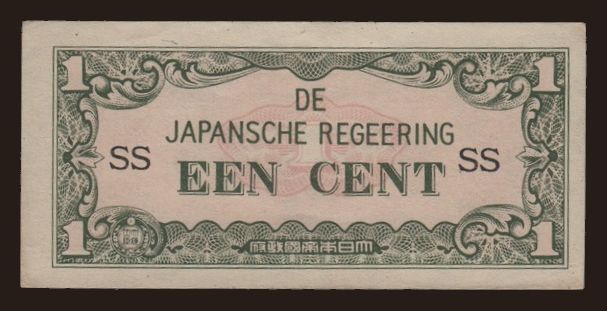 1 1
DE
JAPANSCHE REGEERING
SS EEN CENT SS
1 1
府政國帝本日大